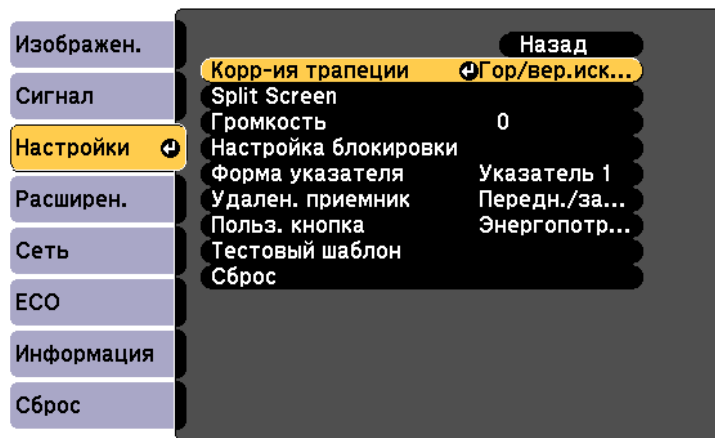 Изображен.
Сигнал
Настройки
Расширен.
Сеть
ECO
Информация
Сброс
Назад
Корр-ия трапеции Гор/вер.иск...
Split Screen
Громкость 0
Настройка блокировки
Форма указателя Указатель 1
Удален. приемник Передн./за...
Польз. кнопка Энергопотр...
Тестовый шаблон
Сброс